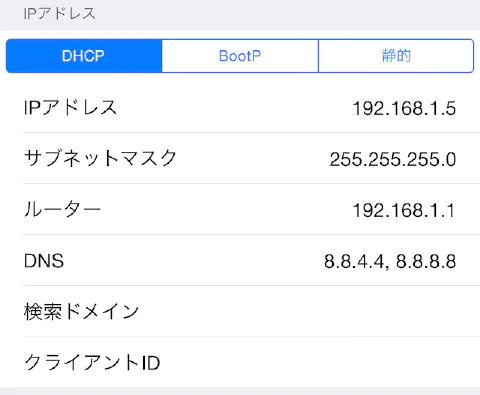 IPアドレス
DHCP BootP 静的
IPアドレス 192.168.1.5
サブネットマスク 255.255.255.0
ルーター 192.168.1.1
DNS 8.8.4.4, 8.8.8.8
検索ドメイン
クライアントID